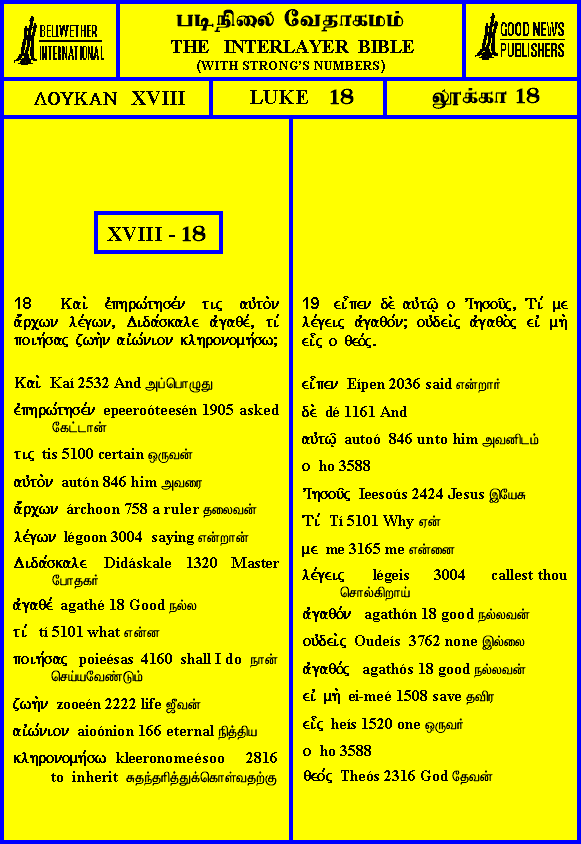 BELLWETHER
INTERNATIONAL
படிநிலை வேதாகமம்
THE INTERLAYER BIBLE
(WITH STRONG'S NUMBERS)
GOOD NEWS
PUBLISHERS
ΛΟΥΚΑΝ XVIII
LUKE 18
லூக்கா 18
XVIII - 18
18 Καὶ ἐπηρώτησέν τις αὐτὸν
ἄρχων λέγων, Διδάσκαλε ἀγαθέ, τί
ποιήσας ζωὴν αἰώνιον κληρονομήσω;
Καὶ Kaí 2532 And அப்பொழுது
ἐπηρώτησέν epeeroóteesén 1905 asked
கேட்டான்
τις tis 5100 certain ஒருவன்
αὐτὸν autón 846 him அவரை
ἄρχων árchoon 758 a ruler தலைவன்
λέγων légoon 3004 saying என்றான்
Διδάσκαλε Didáskale 1320 Master
போதகர்
ἀγαθέ agathé 18 Good நல்ல
τί tí 5101 what என்ன
ποιήσας poieésas 4160 shall I do நான்
செய்யவேண்டும்
ζωὴν zooeén 2222 life ஜீவன்
αἰώνιον aioónion 166 eternal நித்திய
κληρονομήσω kleeronomeésoo 2816
to inherit சுதந்தரித்துக்கொள்வதற்கு
19 εἶπεν δὲ αὐτῷ ο Ἰησοῦς, Τί με
λέγεις ἀγαθόν; οὐδεὶς ἀγαθὸς εἰ μὴ
εἷς ο θεός.
εἶπεν Eípen 2036 said என்றார்
δὲ dé 1161 And
αὐτῷ autoó 846 unto him அவனிடம்
ο ho 3588
Ἰησοῦς Ieesoús 2424 Jesus இயேசு
Τί Tí 5101 Why ஏன்
με me 3165 me என்னை
λέγεις légeis 3004 callest thou
சொல்கிறாய்
ἀγαθόν agathón 18 good நல்லவன்
οὐδεὶς Oudeís 3762 none இல்லை
ἀγαθός agathós 18 good நல்லவன்
εἰ μὴ ei-meé 1508 save தவிர
εἷς heís 1520 one ஒருவர்
ο ho 3588
θεός Theós 2316 God தேவன்